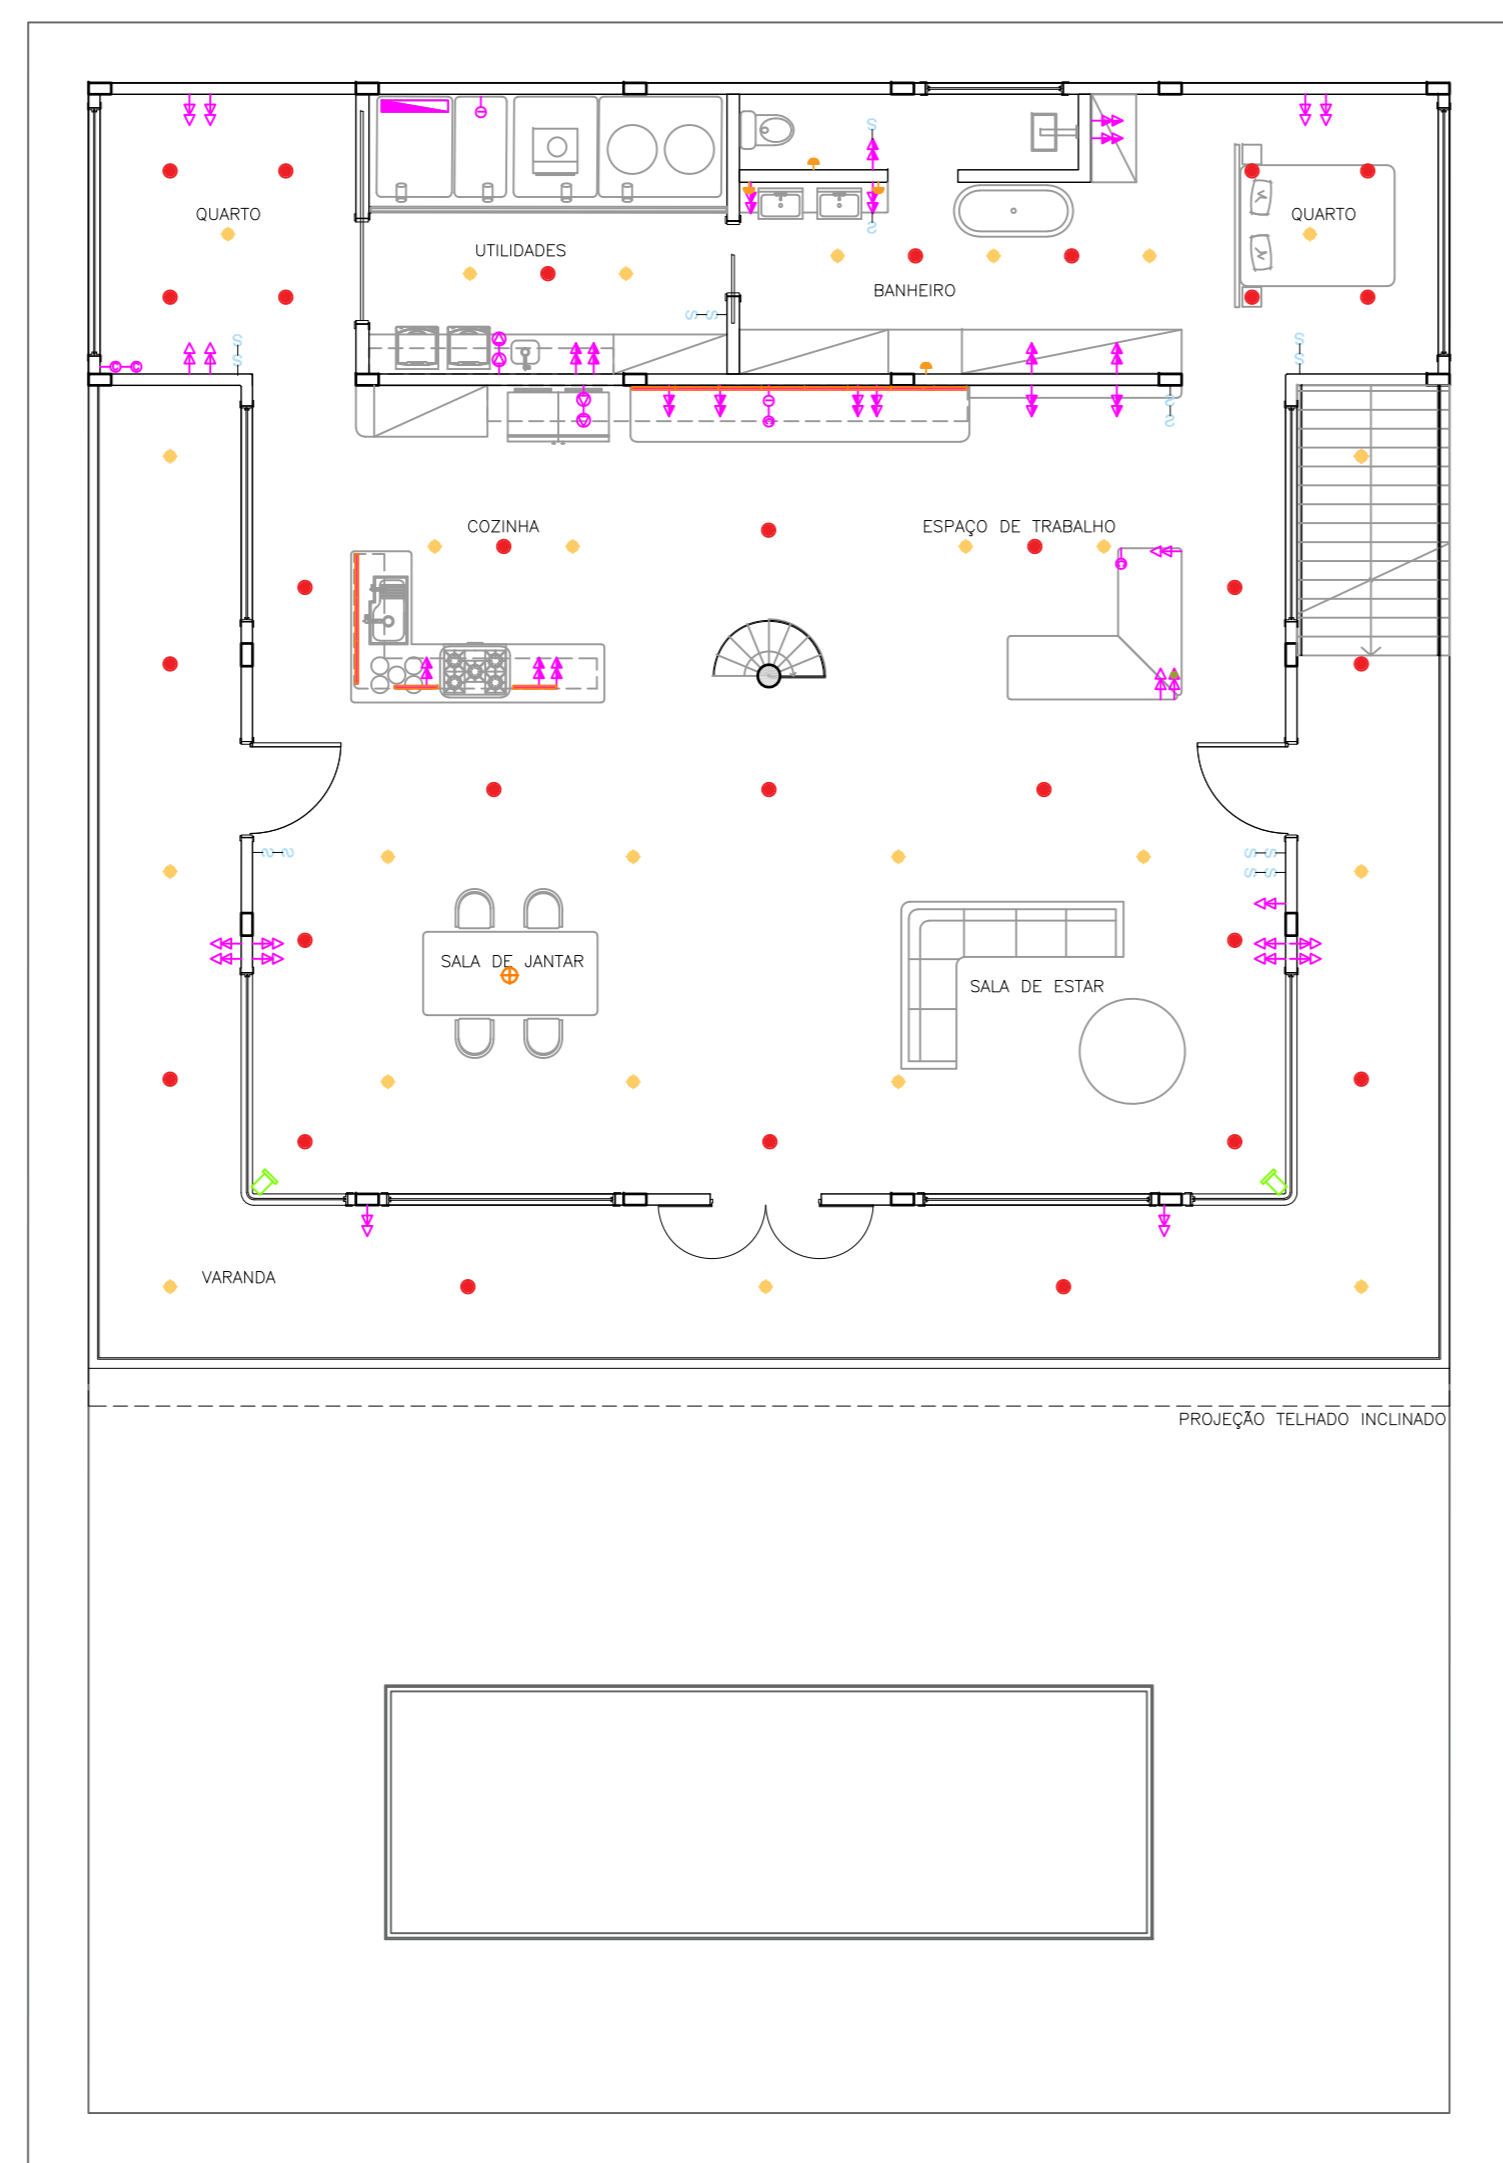 QUARTO
QUARTO
UTILIDADES
BANHEIRO
COZINHA
ESPAÇO DE TRABALHO
SALA DE JANTAR
SALA DE ESTAR
VARANDA
PROJEÇÃO TELHADO INCLINADO